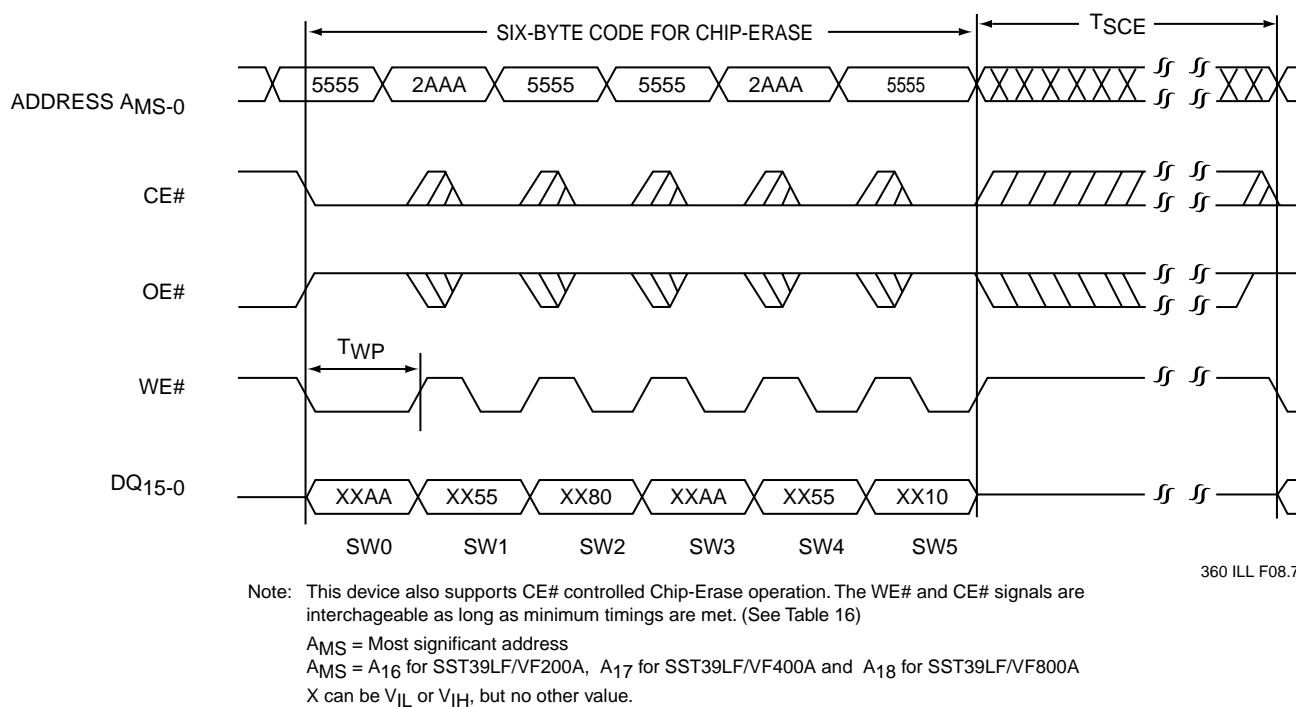 SIX-BYTE CODE FOR CHIP-ERASE TSCE
ADDRESS AMS-0 5555 2AAA 5555 5555 2AAA 5555
CE#
OE#
TWP
WE#
DQ15-0 XXAA XX55 XX80 XXAA XX55 XX10
SW0 SW1 SW2 SW3 SW4 SW5
360 ILL F08.7
Note: This device also supports CE# controlled Chip-Erase operation. The WE# and CE# signals are
interchageable as long as minimum timings are met. (See Table 16)
AMS = Most significant address
AMS = A16 for SST39LF/VF200A, A17 for SST39LF/VF400A and A18 for SST39LF/VF800A
X can be VIL or VIH, but no other value.